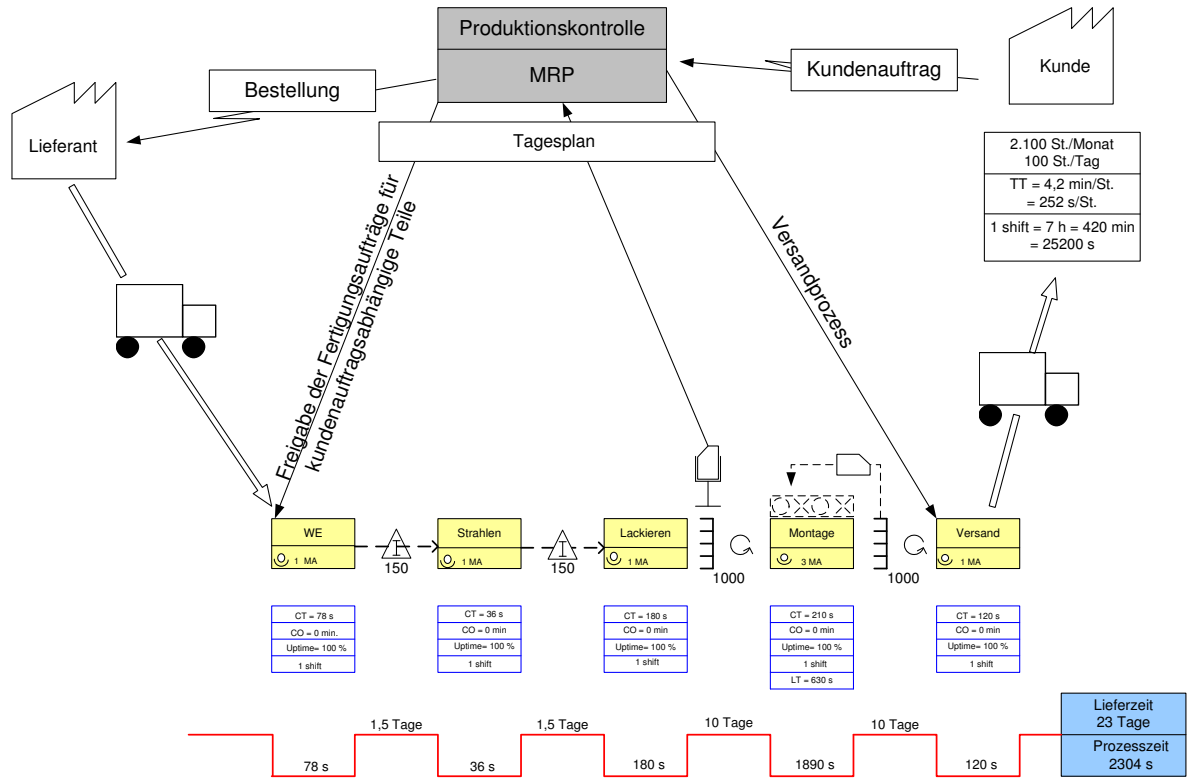 Produktionskontrolle
MRP
Kundenauftrag
Kunde
Bestellung
Lieferant
Tagesplan
2.100 St./Monat
100 St./Tag
TT = 4,2 min/St.
= 252 s/St.
1 shift = 7 h = 420 min
= 25200 s
Freigabe der Fertigungsaufträge für
kundenauftragsabhängige Teile
Versandprozess
WE
1 MA
I
150
Strahlen
1 MA
I
150
Lackieren
1 MA
1000
Montage
3 MA
1000
Versand
1 MA
CT = 78 s
CO = 0 min.
Uptime= 100 %
1 shift
CT = 36 s
CO = 0 min
Uptime= 100 %
1 shift
CT = 180 s
CO = 0 min
Uptime= 100 %
1 shift
CT = 210 s
CO = 0 min
Uptime= 100 %
1 shift
LT = 630 s
CT = 120 s
CO = 0 min
Uptime= 100 %
1 shift
1,5 Tage
1,5 Tage
10 Tage
10 Tage
78 s
36 s
180 s
1890 s
120 s
Lieferzeit
23 Tage
Prozesszeit
2304 s